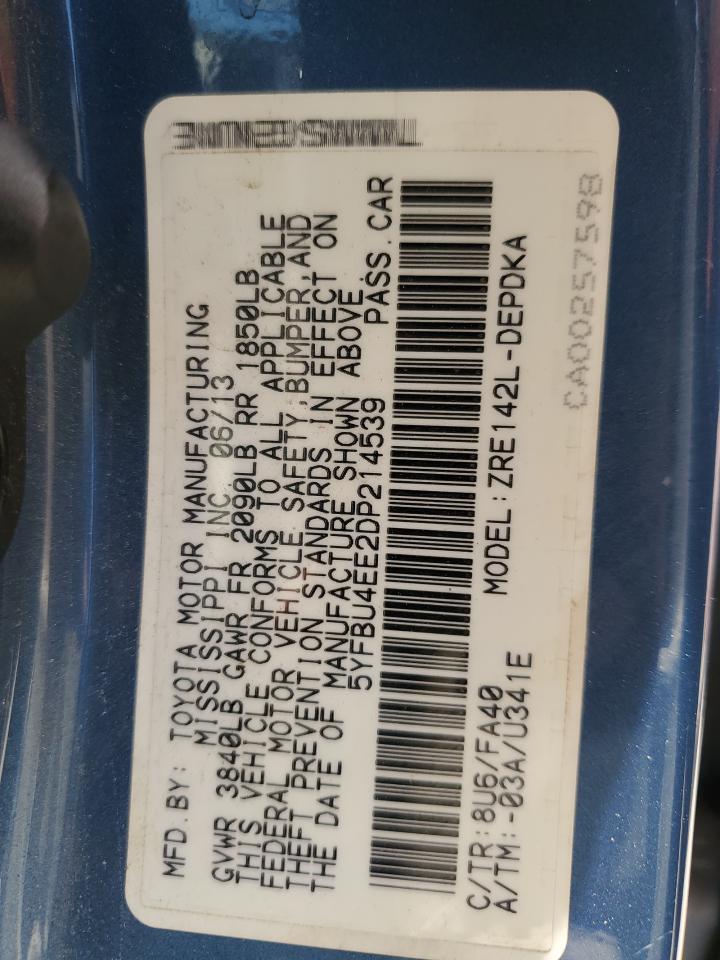 MFD.BY: TOYOTA MOTOR MANUFACTURING
MISSISSIPPI INC. 06/13
GVWR 3840LB GAWR FR 2090LB RR 1850LB
THIS VEHICLE CONFORMS TO ALL APPLICABLE
FEDERAL MOTOR VEHICLE SAFETY,BUMPER,AND
THEFT PREVENTION STANDARDS IN EFFECT ON
THE DATE OF MANUFACTURE SHOWN ABOVE.
5YFBU4EE2DP214539 PASS.CAR
C/TR:8U6/FA40 MODEL:ZRE142L-DEPDKA
A/TM:-03A/U341E
CA00257598